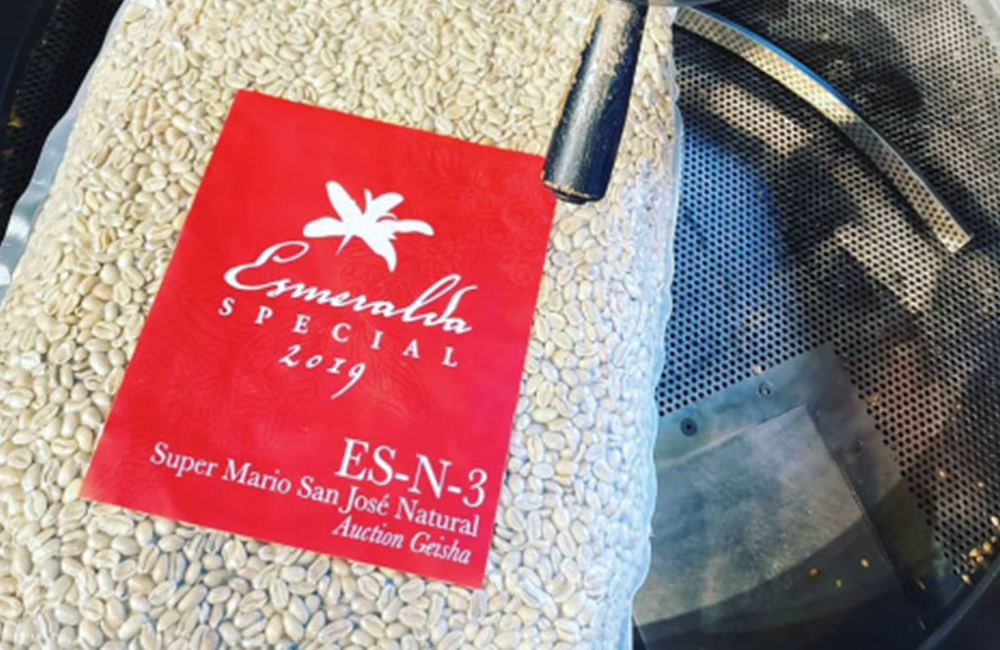 Esmeralda
SPECIAL
2019
ES-N-3
Super Mario San José Natural
Auction Geisha